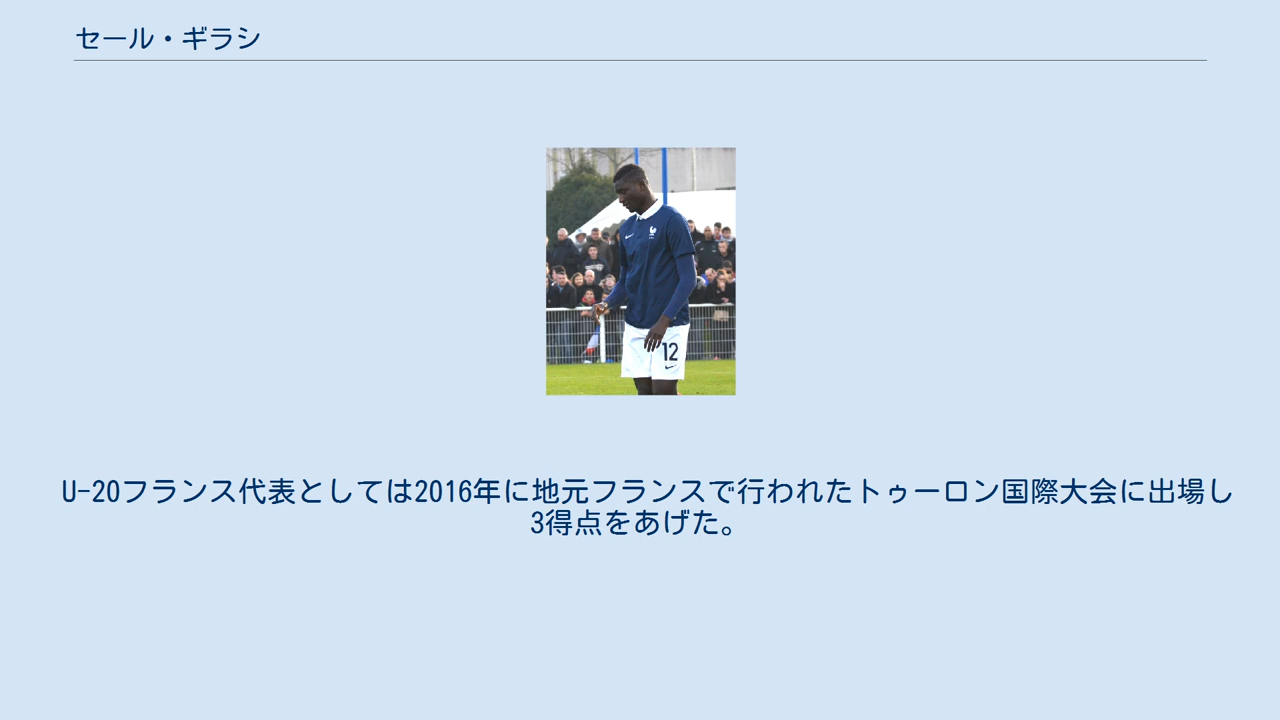 セール・ギラシ
12
U-20フランス代表としては2016年に地元フランスで行われたトゥーロン国際大会に出場し
3得点をあげた。